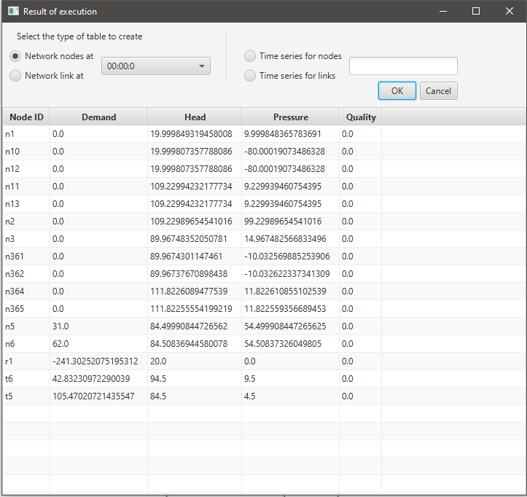 Result of execution
Select the type of table to create
Network nodes at
Network link at
00:00:0
Time series for nodes
Time series for links
OK Cancel
Node ID Demand Head Pressure Quality
n1 0.0 19.999849319458008 9.999848365783691 0.0
n10 0.0 19.999807357788086 -80.00019073486328 0.0
n12 0.0 19.999807357788086 -80.00019073486328 0.0
n11 0.0 109.22994232177734 9.229939460754395 0.0
n13 0.0 109.22994232177734 9.229939460754395 0.0
n2 0.0 109.22989654541016 99.22989654541016 0.0
n3 0.0 89.96748352050781 14.967482566833496 0.0
n361 0.0 89.9674301147461 -10.032569885253906 0.0
n362 0.0 89.96737670898438 -10.032622337341309 0.0
n364 0.0 111.8226089477539 11.822610855102539 0.0
n365 0.0 111.82255554199219 11.822559356689453 0.0
n5 31.0 84.49990844726562 54.499908447265625 0.0
n6 62.0 84.50836944580078 54.50837326049805 0.0
r1 -241.30252075195312 20.0 0.0 0.0
t6 42.83230972290039 94.5 9.5 0.0
t5 105.47020721435547 84.5 4.5 0.0